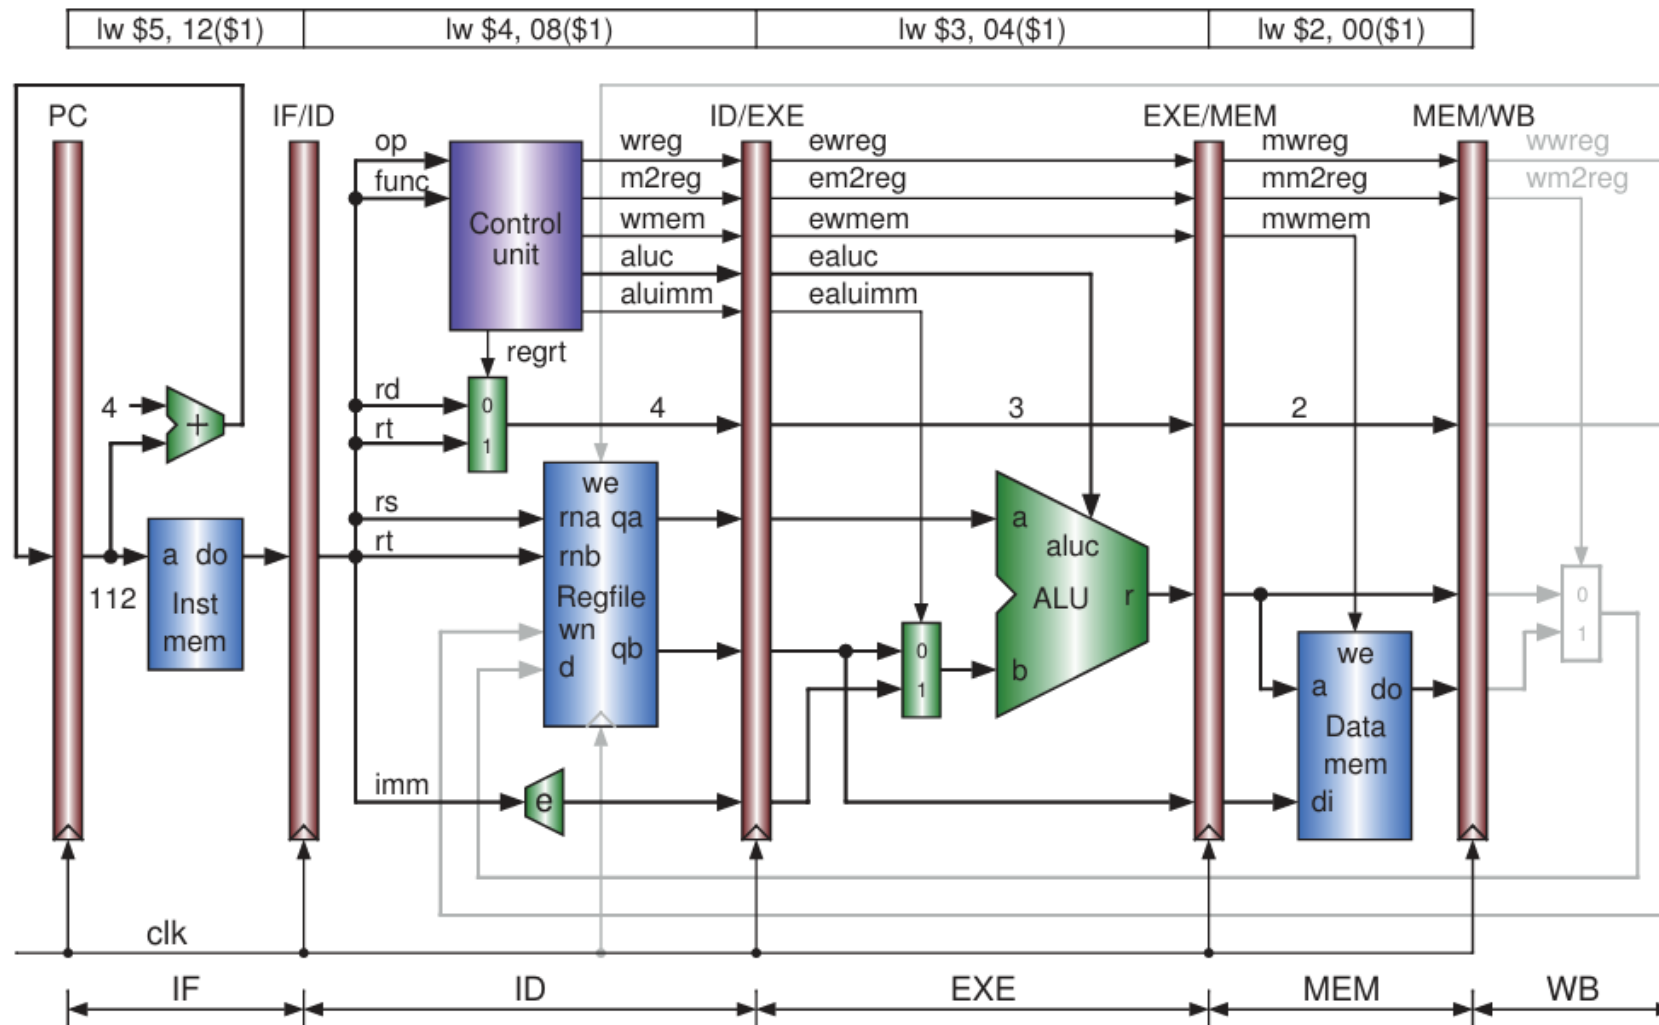 lw $5, 12($1) lw $4, 08($1) lw $3, 04($1) lw $2, 00($1)
PC IF/ID ID/EXE EXE/MEM MEM/WB
op wreg ewreg mwreg wwreg
func m2reg em2reg mm2reg wm2reg
Control
unit
wmem ewmem mwmem
aluc ealuc
aluimm ealuimm
regrt
4
+
rd 0
rt 1
4 3 2
we
rs rna qa a
rt rnb
a do
Inst
mem
112
Regfile
wn
d
qb
0
1
aluc
ALU
r
b
0
1
we
a do
Data
mem
di
imm e
clk
IF ID EXE MEM WB